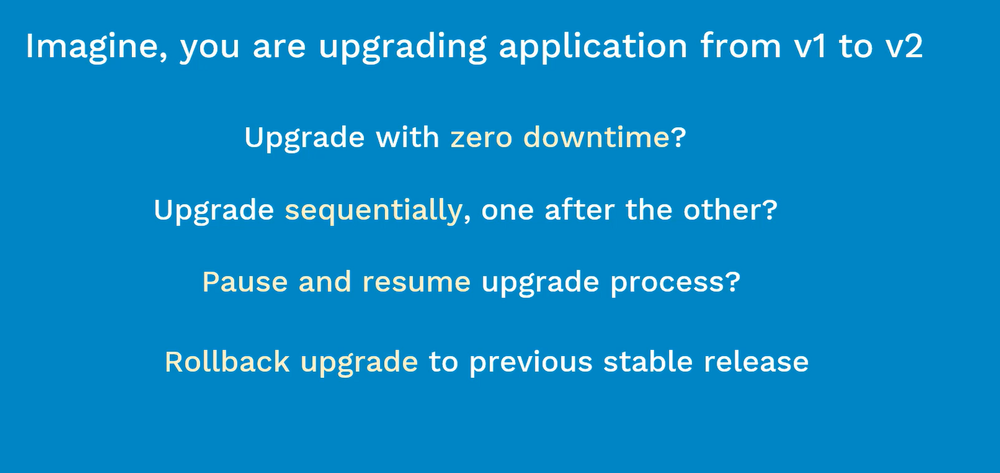 Imagine, you are upgrading application from v1 to v2
Upgrade with zero downtime?
Upgrade sequentially, one after the other?
Pause and resume upgrade process?
Rollback upgrade to previous stable release